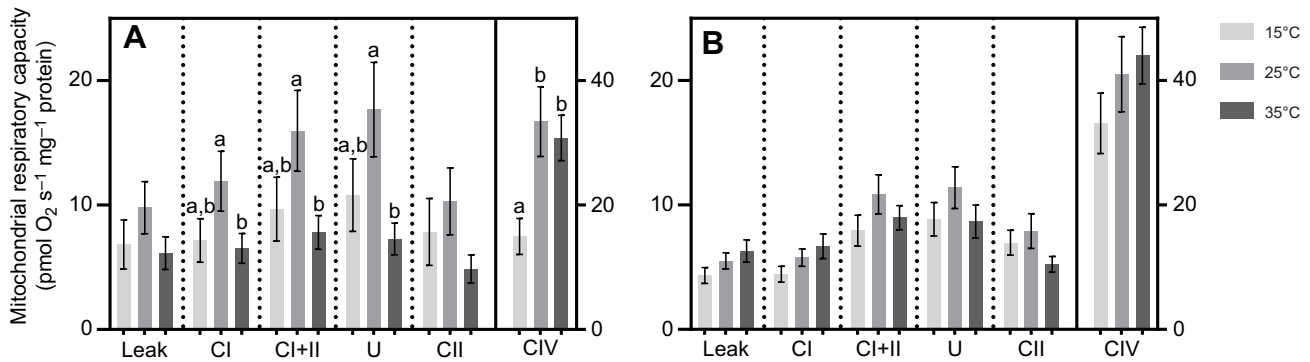 Mitochondrial respiratory capacity
(pmol O₂ s⁻¹ mg⁻¹ protein)
A
20
10
0
a,b
a
b
a,b
a
b
a,b
a
b
a
b
b
40
20
0
Leak
CI
CI+II
U
CII
CIV
B
20
10
0
40
20
0
Leak
CI
CI+II
U
CII
CIV
15°C
25°C
35°C